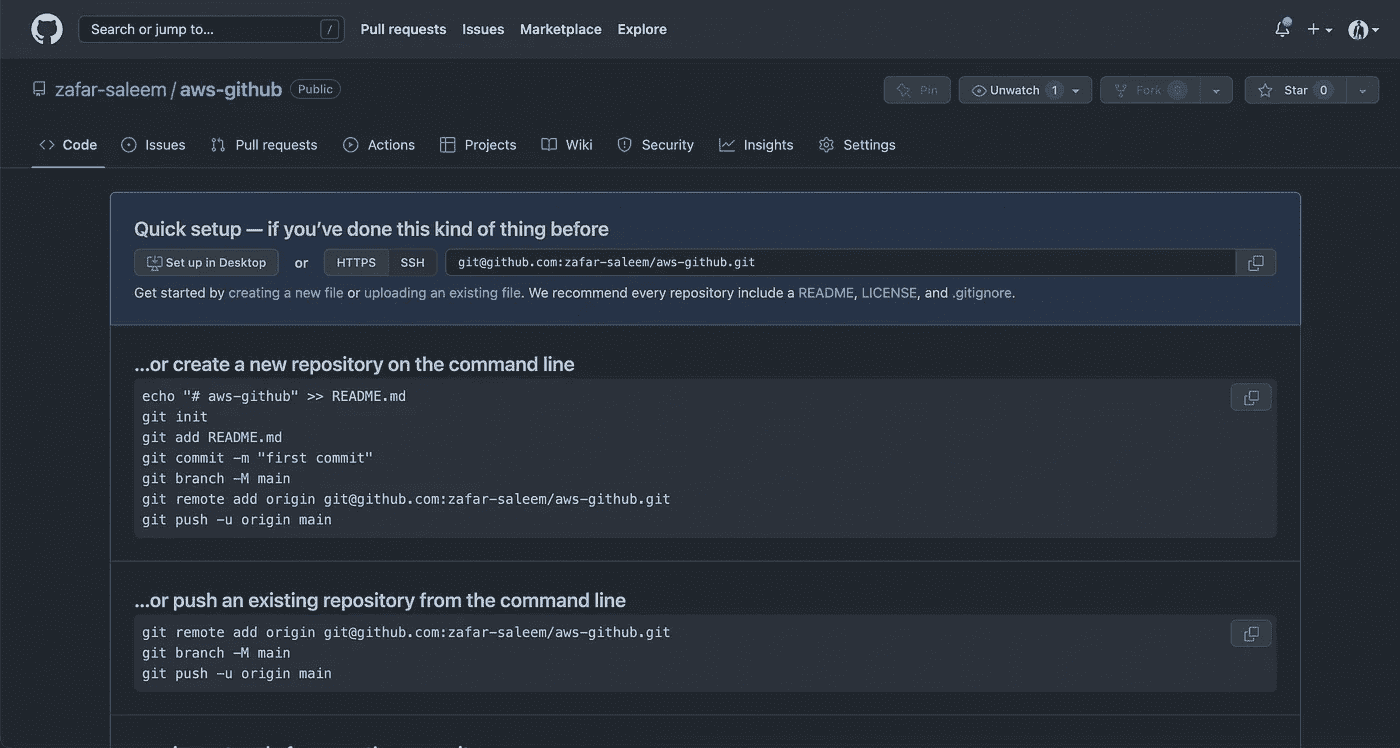 Search or jump to... / Pull requests Issues Marketplace Explore
zafar-saleem / aws-github Public Pin Unwatch 1 Fork Star 0
Code Issues Pull requests Actions Projects Wiki Security Insights Settings
Quick setup — if you’ve done this kind of thing before
Set up in Desktop or HTTPS SSH git@github.com:zafar-saleem/aws-github.git
Get started by creating a new file or uploading an existing file. We recommend every repository include a README, LICENSE, and .gitignore.
…or create a new repository on the command line
echo "# aws-github" >> README.md
git init
git add README.md
git commit -m "first commit"
git branch -M main
git remote add origin git@github.com:zafar-saleem/aws-github.git
git push -u origin main
…or push an existing repository from the command line
git remote add origin git@github.com:zafar-saleem/aws-github.git
git branch -M main
git push -u origin main